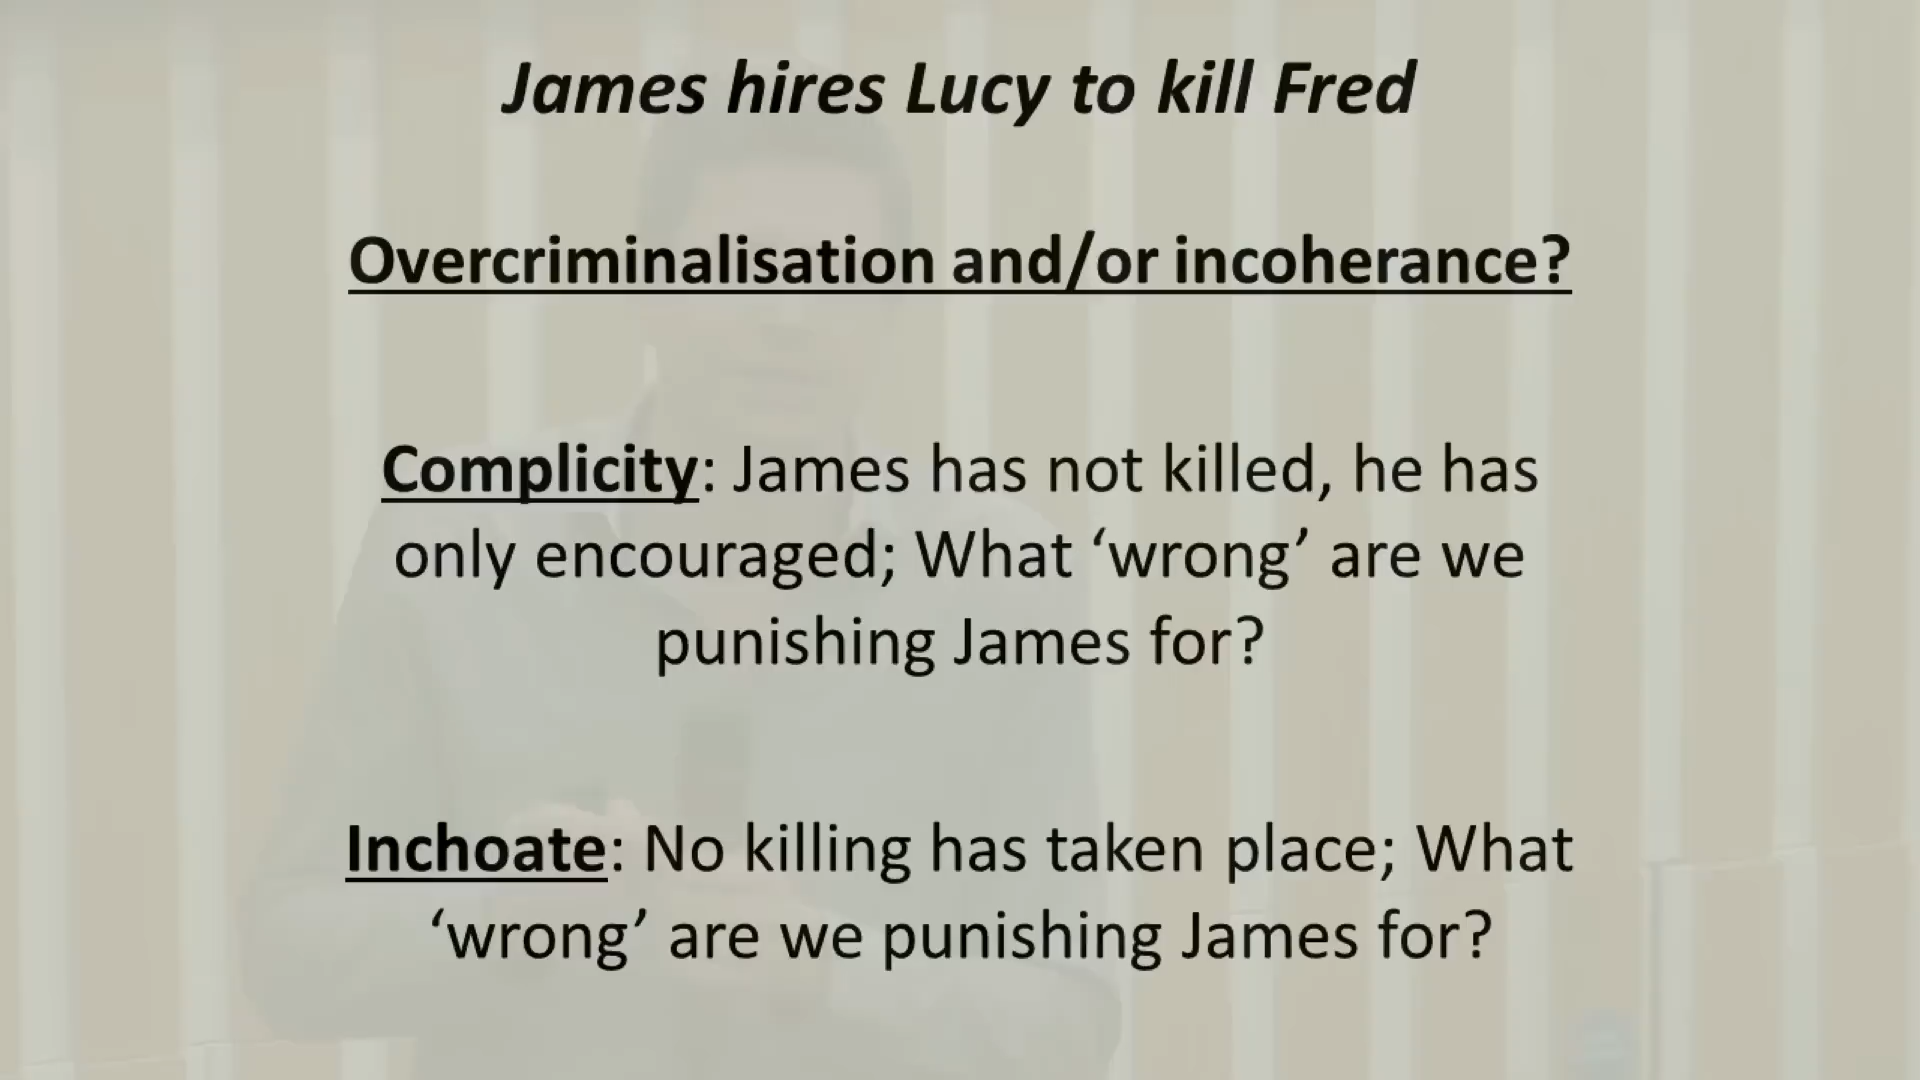 James hires Lucy to kill Fred
Overcriminalisation and/or incoherance?
Complicity: James has not killed, he has
only encouraged; What ‘wrong’ are we
punishing James for?
Inchoate: No killing has taken place; What
‘wrong’ are we punishing James for?